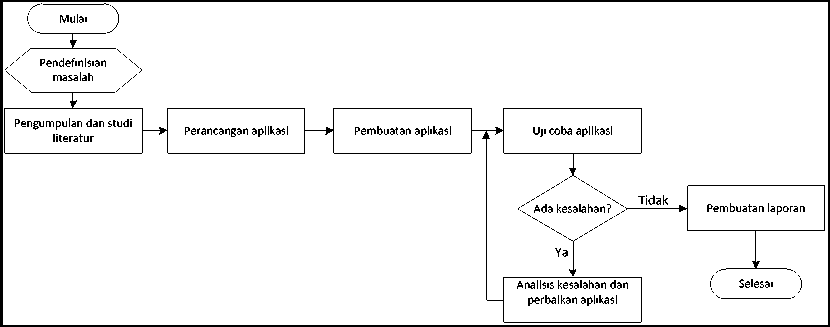 Mulai
Pendefinisian
masalah
Pengumpulan dan studi
literatur
Perancangan aplikasi
Pembuatan aplikasi
Uji coba aplikasi
Ada kesalahan?
Tidak
Pembuatan laporan
Ya
Analisis kesalahan dan
perbaikan aplikasi
Selesai